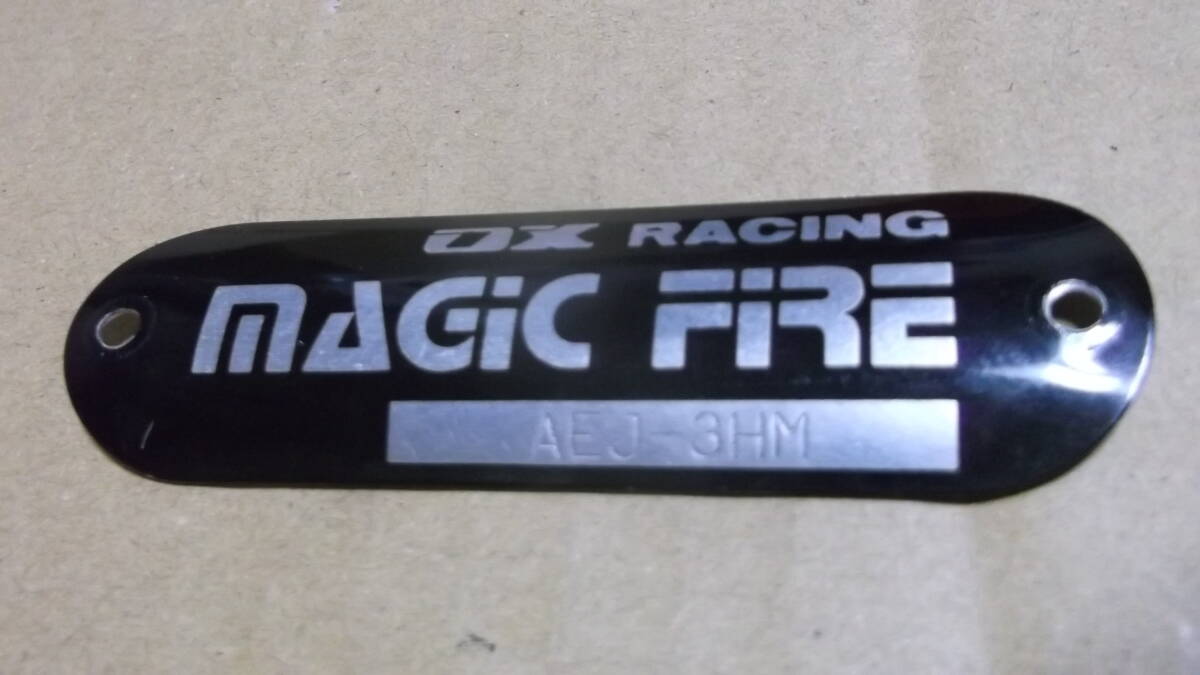 OX RACING
MAGiC FiRE
AEJ-3HM